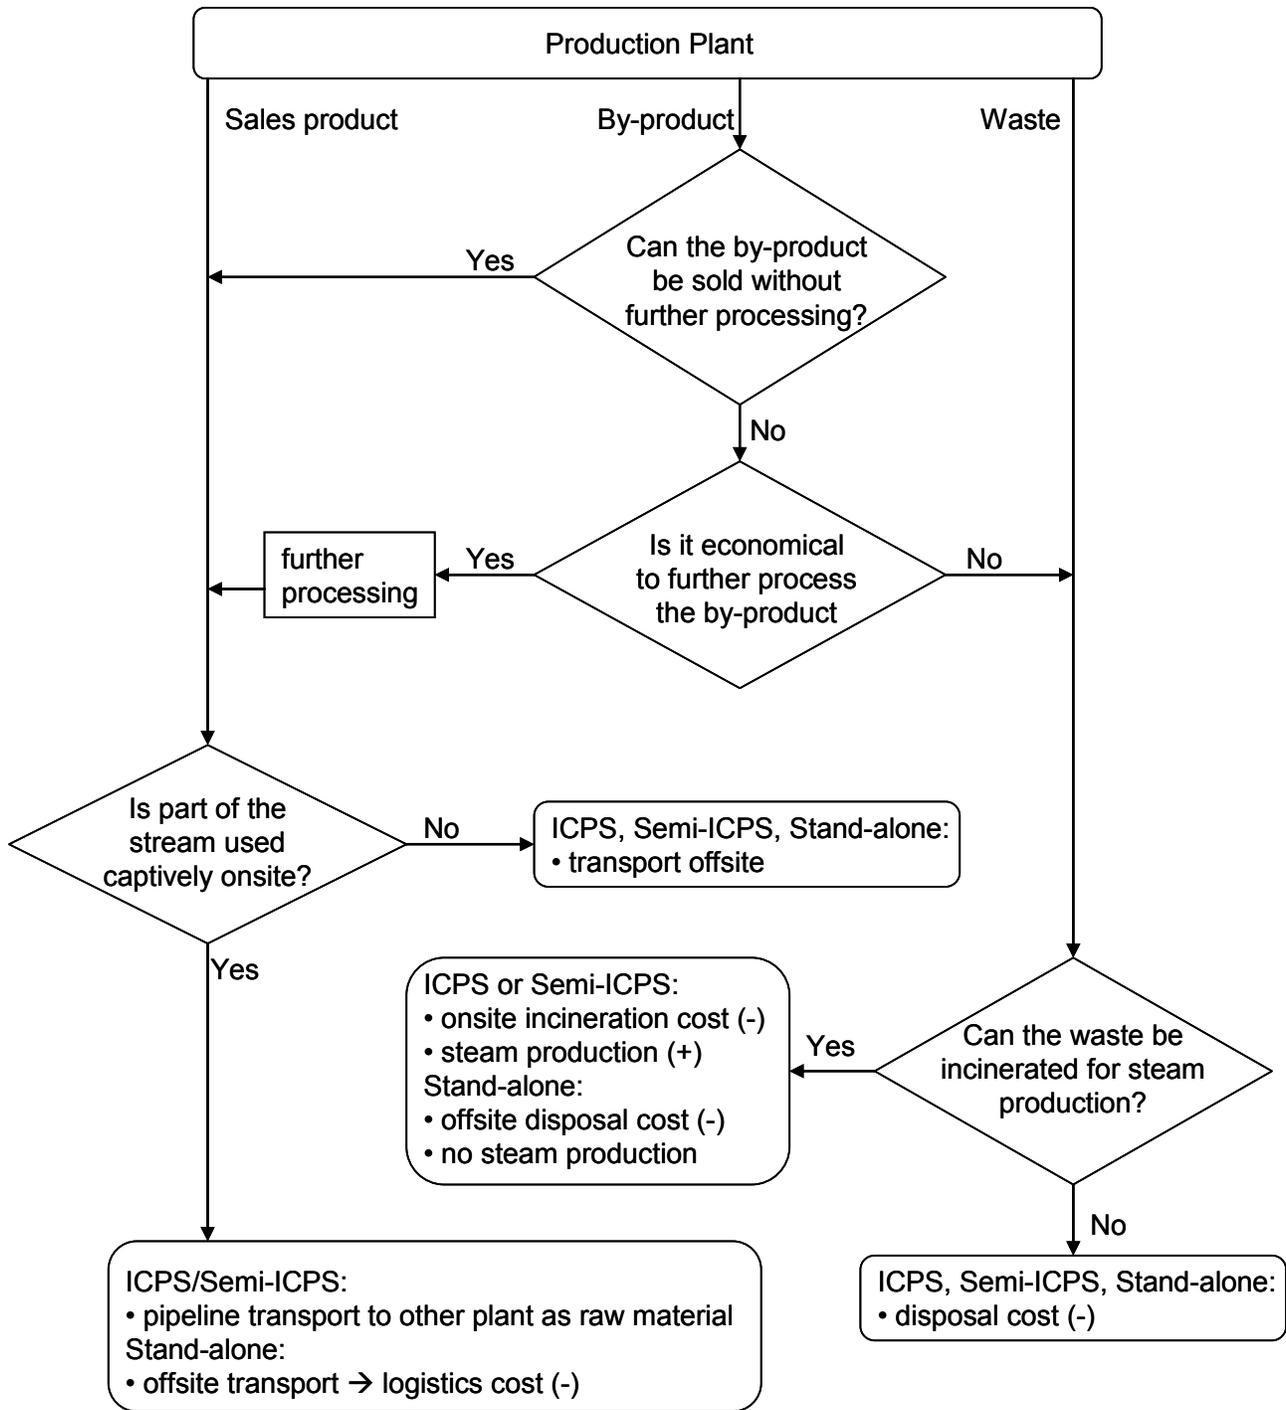 Production Plant
Sales product
By-product
Waste
Can the by-product
be sold without
further processing?
Yes
No
Is it economical
to further process
the by-product
Yes
No
further
processing
Is part of the
stream used
captively onsite?
No
ICPS, Semi-ICPS, Stand-alone:
• transport offsite
Yes
ICPS or Semi-ICPS:
• onsite incineration cost (-)
• steam production (+)
Stand-alone:
• offsite disposal cost (-)
• no steam production
Yes
Can the waste be
incinerated for steam
production?
No
ICPS/Semi-ICPS:
• pipeline transport to other plant as raw material
Stand-alone:
• offsite transport → logistics cost (-)
ICPS, Semi-ICPS, Stand-alone:
• disposal cost (-)